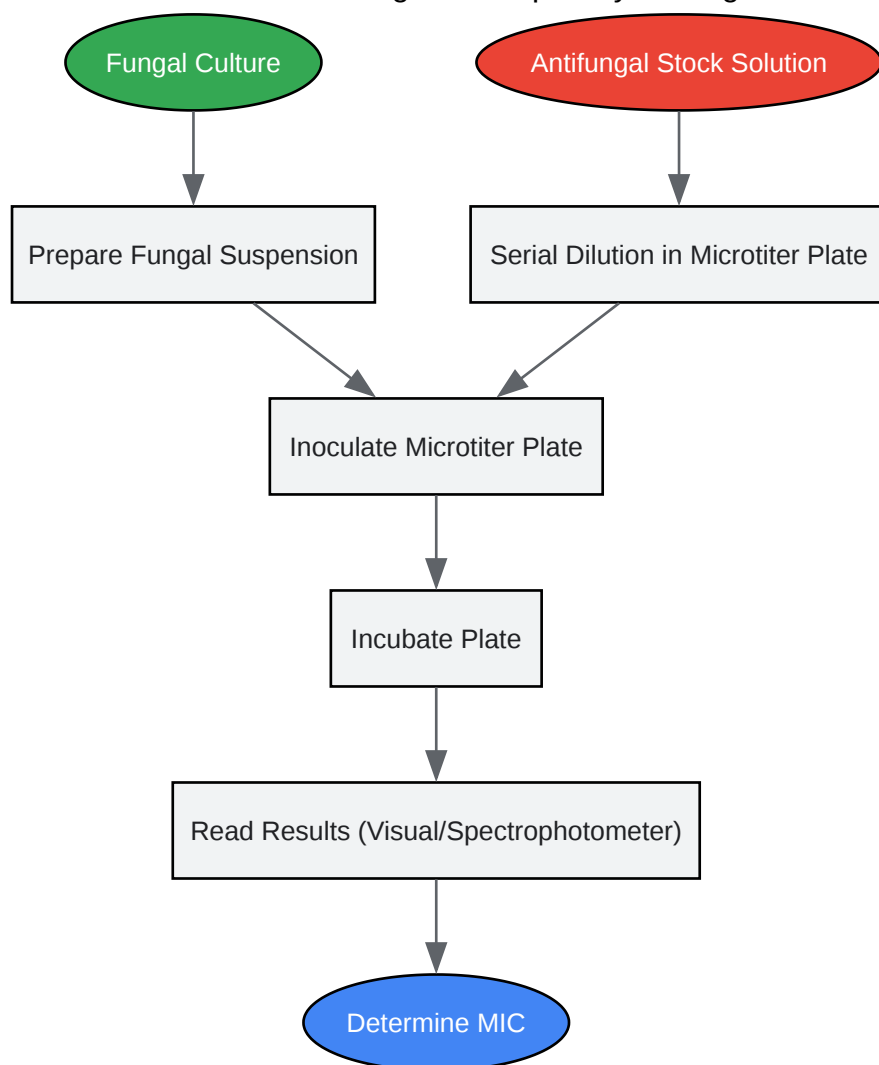 Fungal Culture
Antifungal Stock Solution
Prepare Fungal Suspension
Serial Dilution in Microtiter Plate
Inoculate Microtiter Plate
Incubate Plate
Read Results (Visual/Spectrophotometer)
Determine MIC